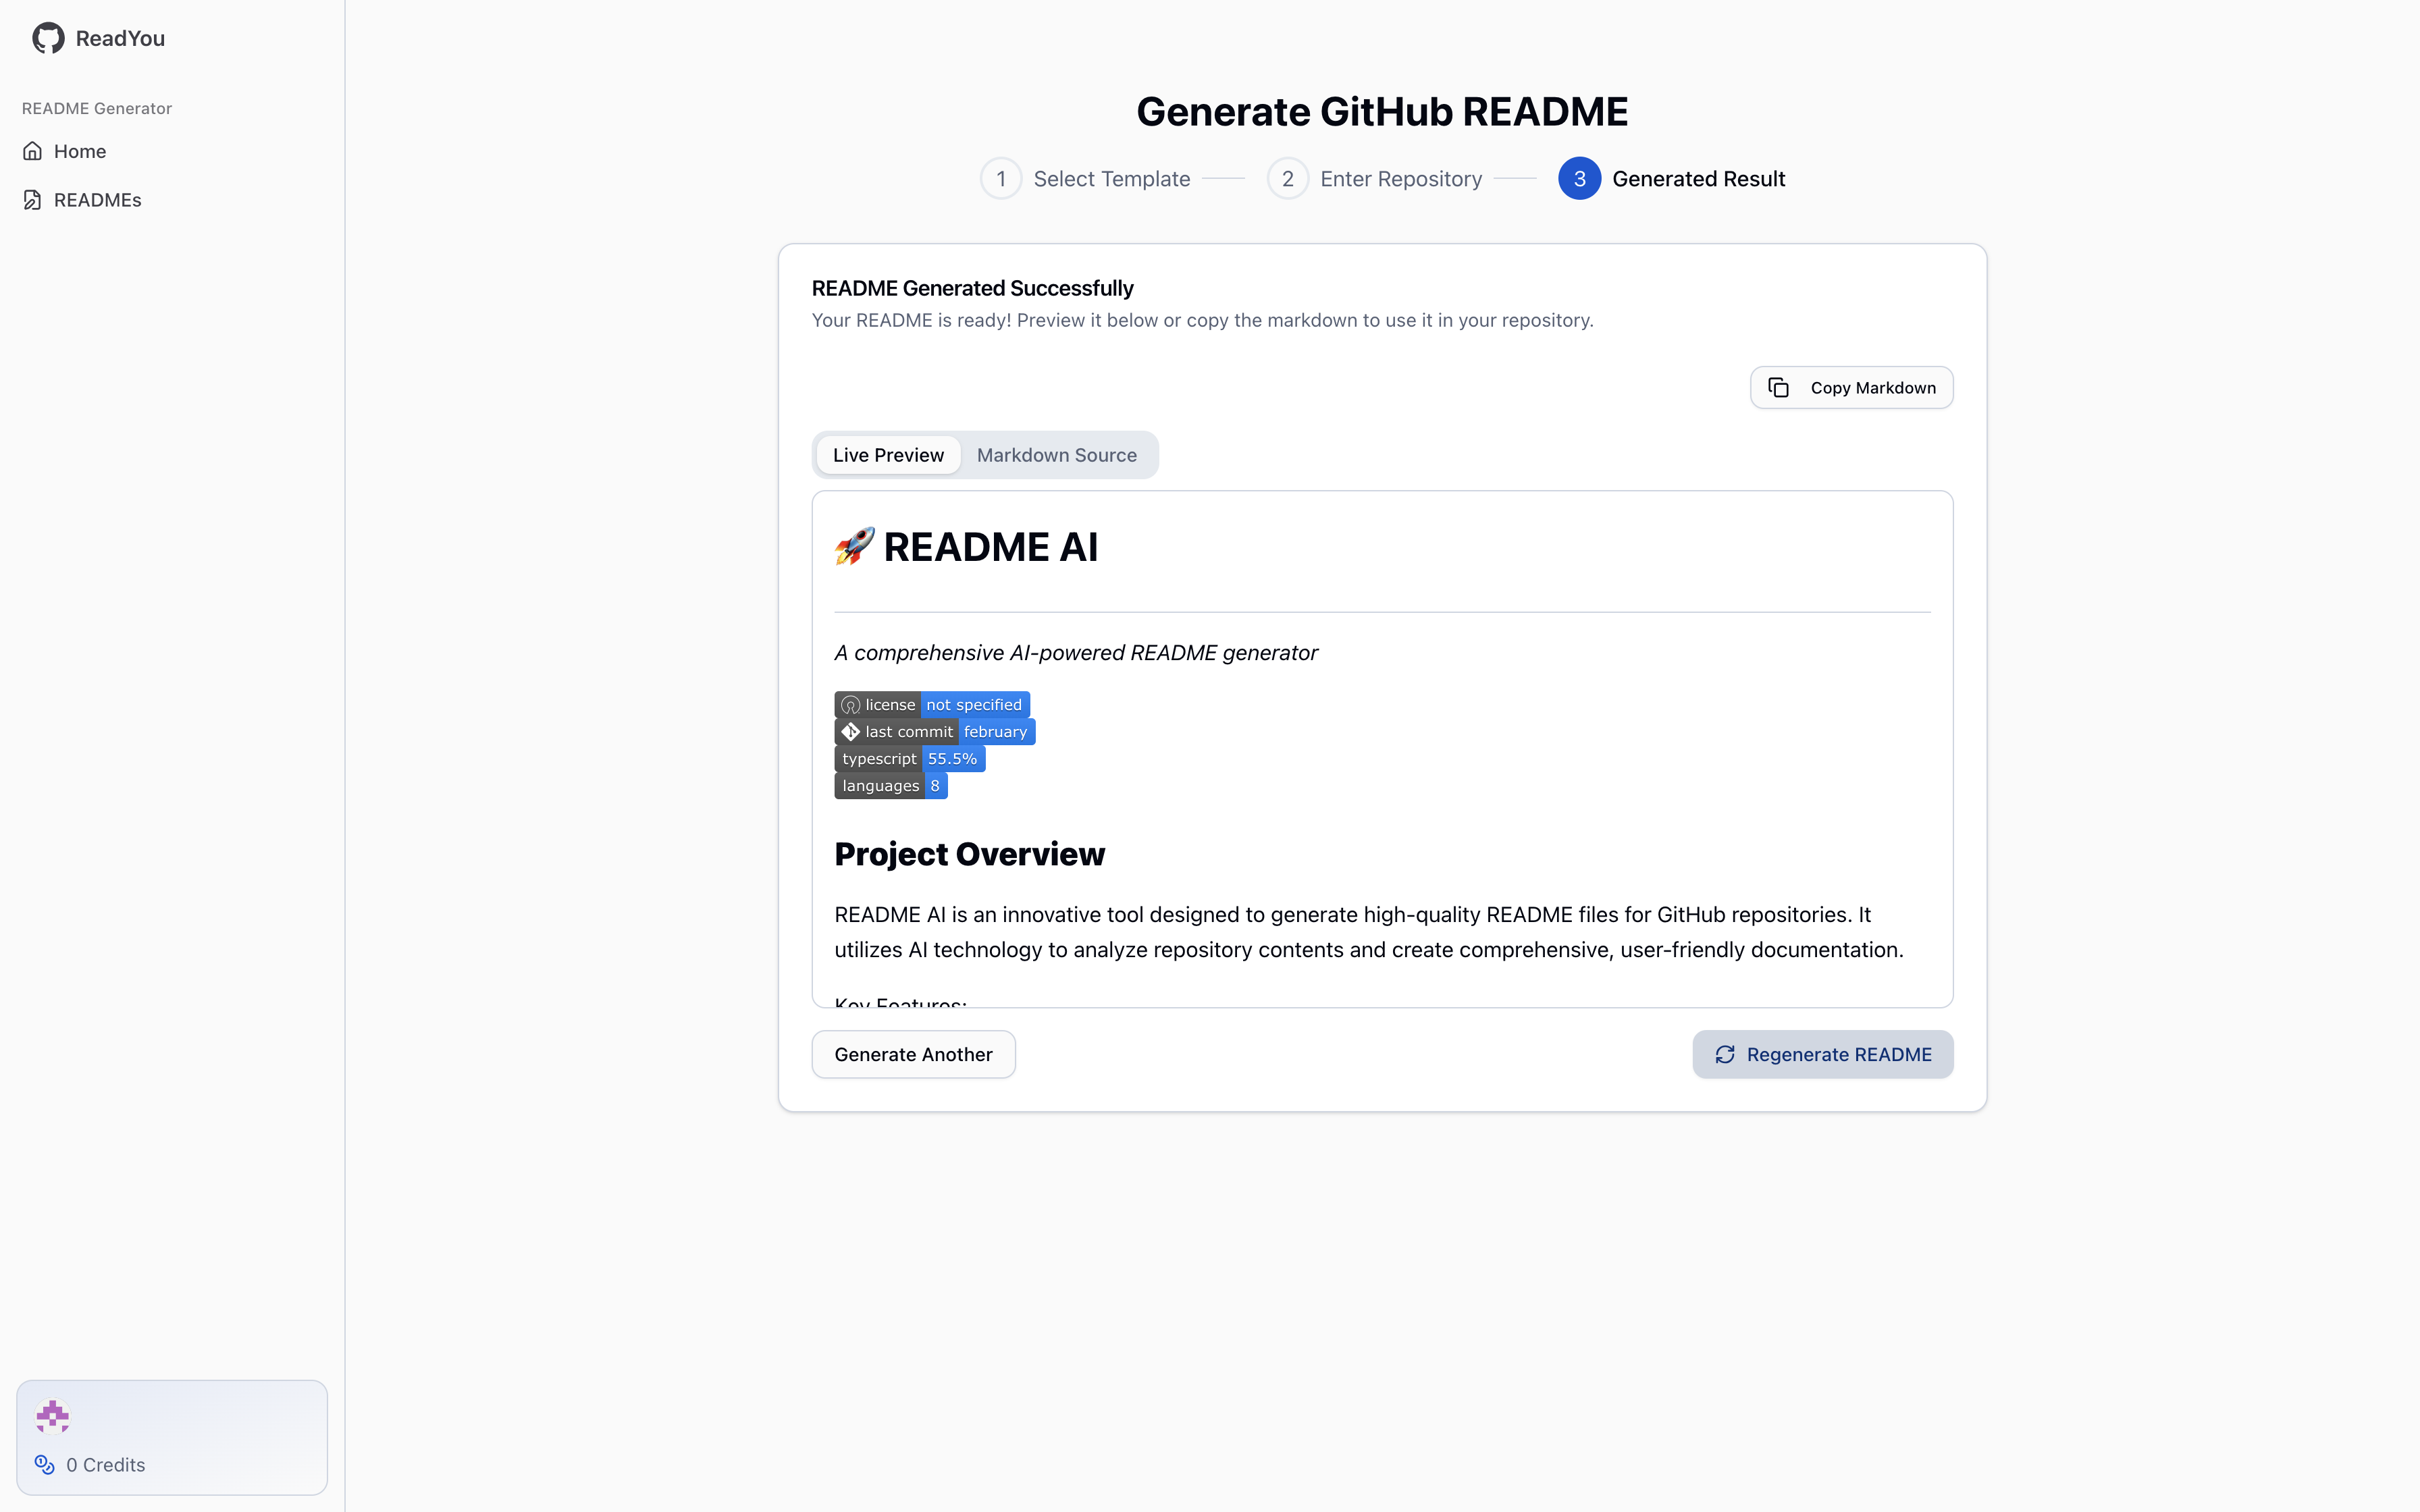 ReadYou
README Generator
Home
READMEs
0 Credits
Generate GitHub README
1 Select Template
2 Enter Repository
3 Generated Result
README Generated Successfully
Your README is ready! Preview it below or copy the markdown to use it in your repository.
Copy Markdown
Live Preview
Markdown Source
🚀 README AI
A comprehensive AI-powered README generator
license not specified
last commit february
typescript 55.5%
languages 8
Project Overview
README AI is an innovative tool designed to generate high-quality README files for GitHub repositories. It
utilizes AI technology to analyze repository contents and create comprehensive, user-friendly documentation.
Key Features:
Generate Another
Regenerate README